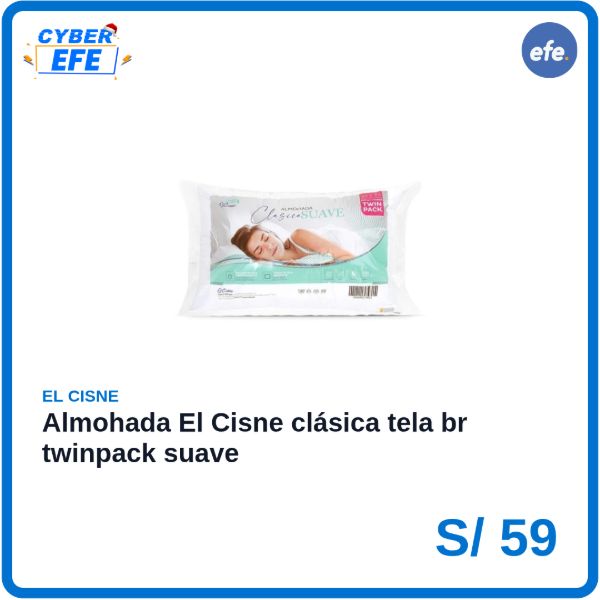 CYBER
EFE
efe.
ALMOHADA
Clásica SUAVE
TWIN
PACK
EL CISNE
Almohada El Cisne clásica tela br
twinpack suave
S/ 59